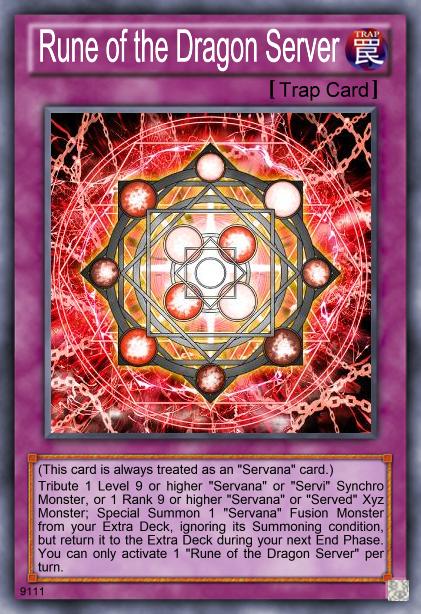 Rune of the Dragon Server
TRAP
罠
[Trap Card]
(This card is always treated as an "Servana" card.)
Tribute 1 Level 9 or higher "Servana" or "Servi" Synchro
Monster, or 1 Rank 9 or higher "Servana" or "Served" Xyz
Monster; Special Summon 1 "Servana" Fusion Monster
from your Extra Deck, ignoring its Summoning condition,
but return it to the Extra Deck during your next End Phase.
You can only activate 1 "Rune of the Dragon Server" per
turn.
9111